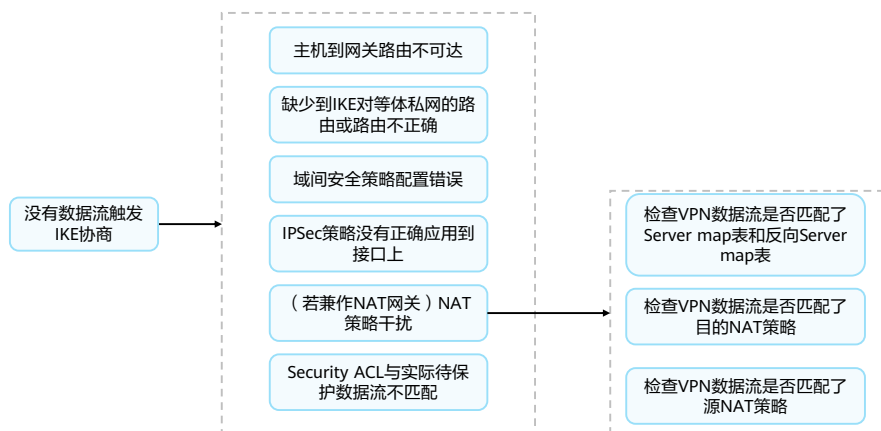 没有数据流触发
IKE协商
主机到网关路由不可达
缺少到IKE对等体私网的路
由或路由不正确
域间安全策略配置错误
IPSec策略没有正确应用到
接口上
（若兼作NAT网关）NAT
策略干扰
Security ACL与实际待保
护数据流不匹配
检查VPN数据流是否匹配了
Server map表和反向Server
map表
检查VPN数据流是否匹配了
目的NAT策略
检查VPN数据流是否匹配了
源NAT策略